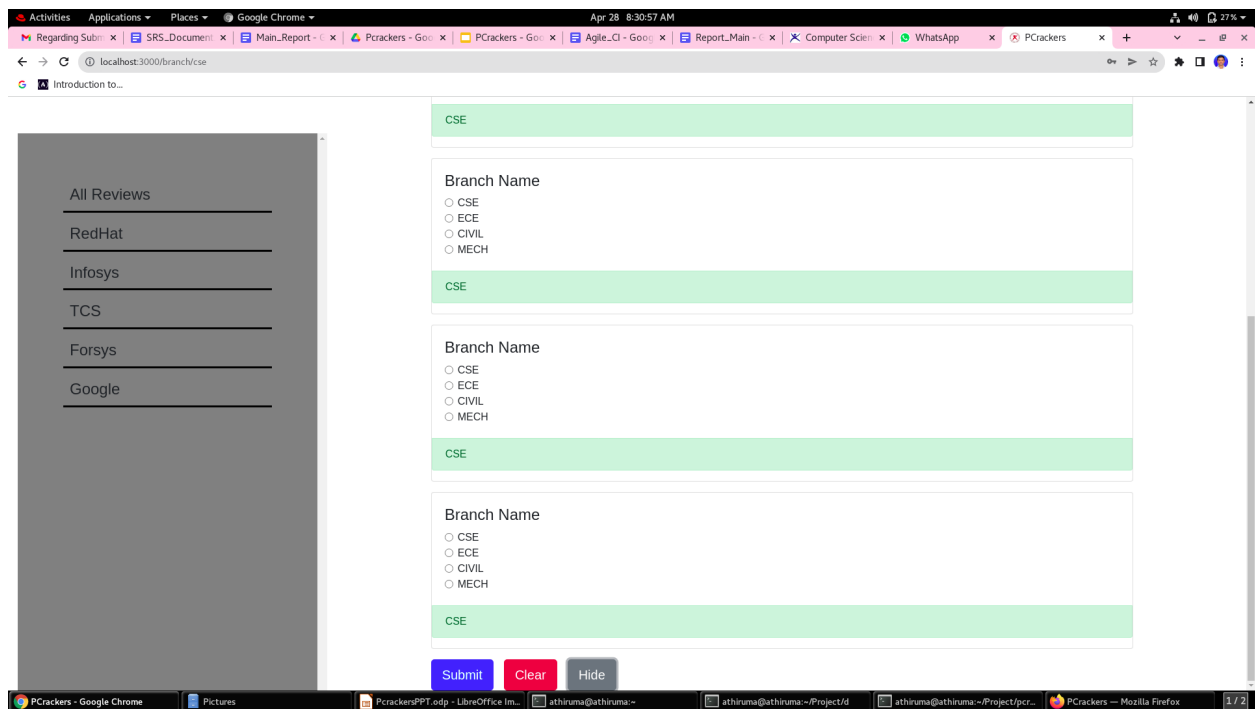 Activities Applications Places Google Chrome Apr 28 8:30:57 AM 27%
Regarding Subm SRS_Document Main_Report - Pcrackers - Goo PCrackers - Goo Agile_CI - Goog Report_Main - Computer Scien WhatsApp PCrackers
localhost:3000/branch/cse
Introduction to...
All Reviews
RedHat
Infosys
TCS
Forsys
Google
CSE
Branch Name
CSE
ECE
CIVIL
MECH
CSE
Branch Name
CSE
ECE
CIVIL
MECH
CSE
Branch Name
CSE
ECE
CIVIL
MECH
CSE
Submit Clear Hide
PCrackers - Google Chrome Pictures PcrackersPPT.odp - LibreOffice Im... athiruma@athiruma:~ athiruma@athiruma:~/Project/d athiruma@athiruma:~/Project/pcr... PCrackers — Mozilla Firefox 1/2